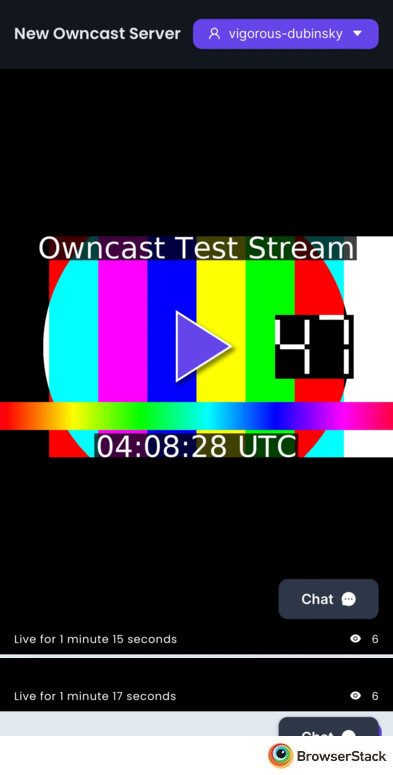 New Owncast Server
vigorous-dubinsky
Owncast Test Stream
47
04:08:28 UTC
Chat
Live for 1 minute 15 seconds
6
Live for 1 minute 17 seconds
6
Chat
BrowserStack